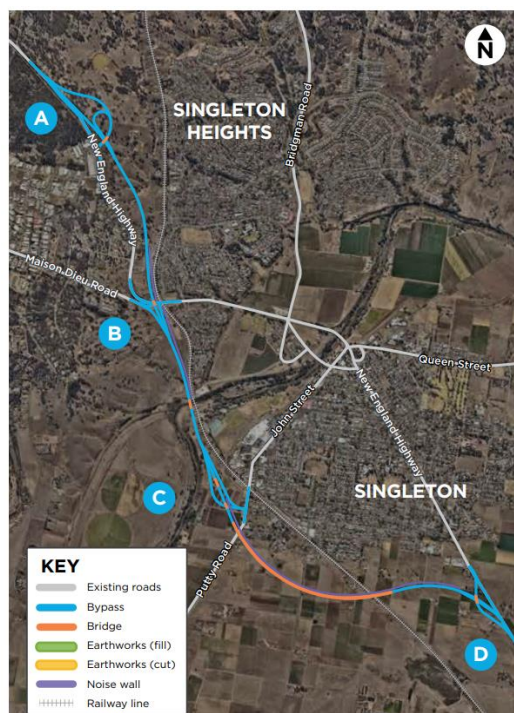 N
SINGLETON
HEIGHTS
Bridgman Road
A
New England Highway
Maison Dieu Road
B
Queen Street
John Street
New England Highway
SINGLETON
C
Putty Road
D
KEY
Existing roads
Bypass
Bridge
Earthworks (fill)
Earthworks (cut)
Noise wall
Railway line